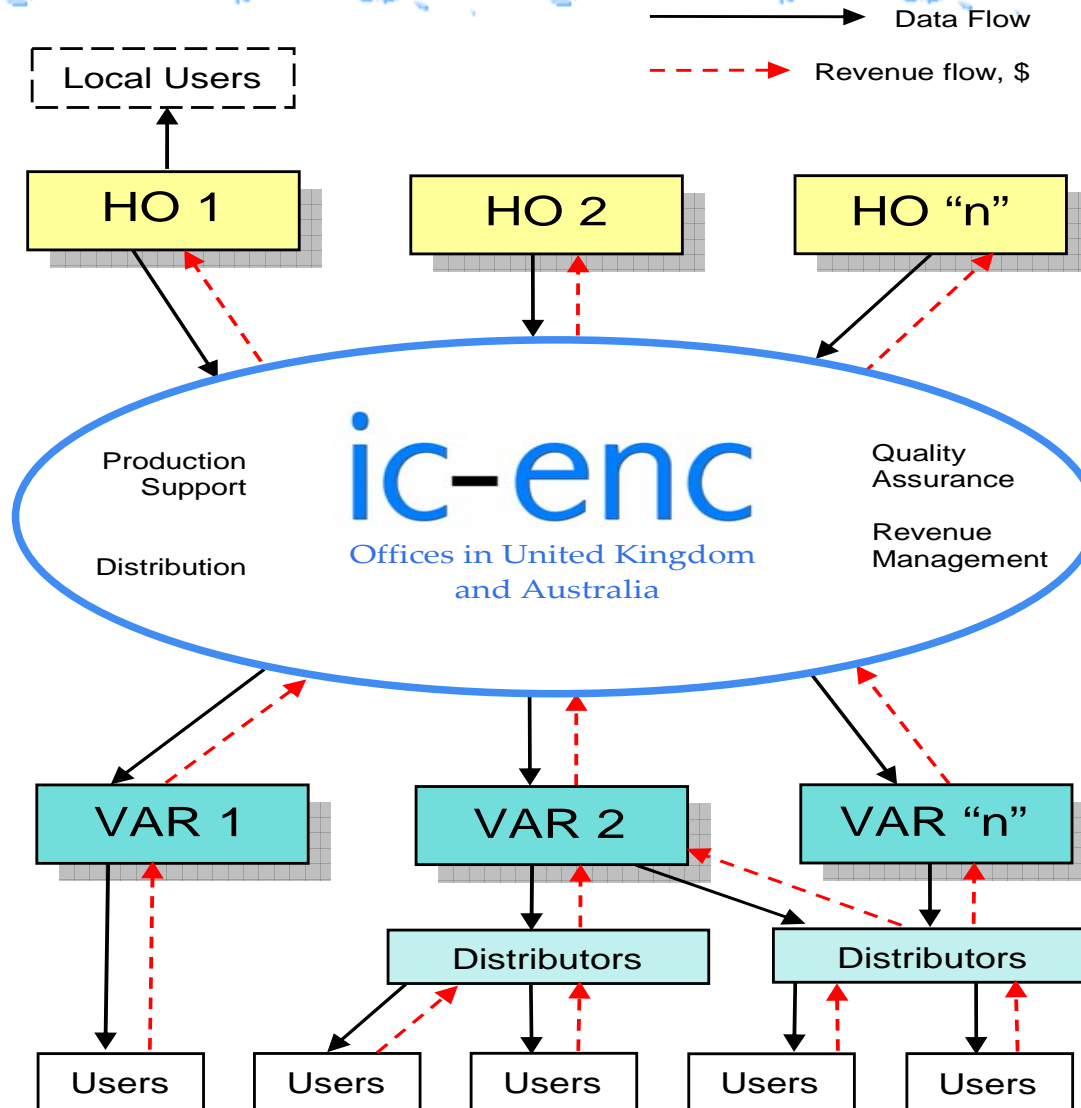 Data Flow
Revenue flow, $
Local Users
HO 1
HO 2
HO “n”
Production
Support
Distribution
ic-enc
Offices in United Kingdom
and Australia
Quality
Assurance
Revenue
Management
VAR 1
VAR 2
VAR “n”
Distributors
Distributors
Users
Users
Users
Users
Users